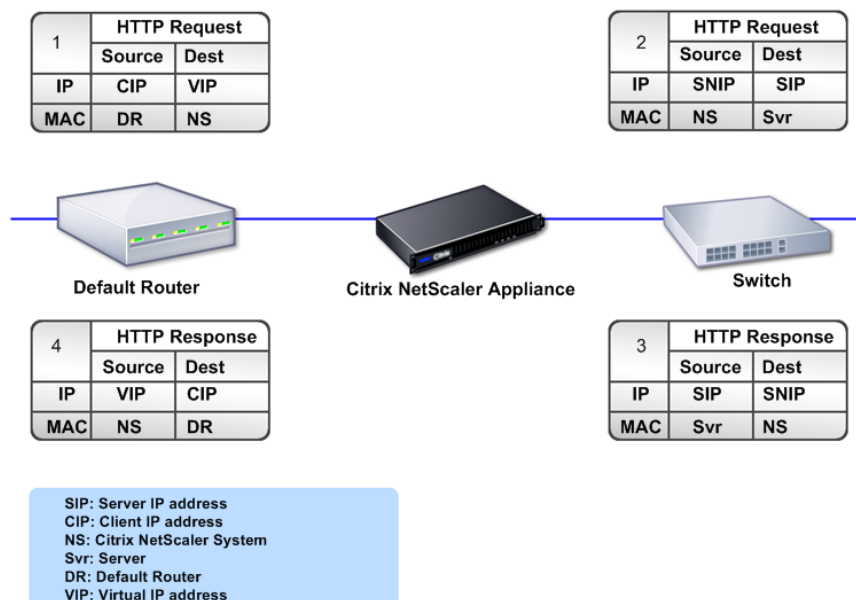 1 HTTP Request
Source Dest
IP CIP VIP
MAC DR NS
2 HTTP Request
Source Dest
IP SNIP SIP
MAC NS Svr
Citrix
Default Router
Citrix NetScaler Appliance
Switch
4 HTTP Response
Source Dest
IP VIP CIP
MAC NS DR
3 HTTP Response
Source Dest
IP SIP SNIP
MAC Svr NS
SIP: Server IP address
CIP: Client IP address
NS: Citrix NetScaler System
Svr: Server
DR: Default Router
VIP: Virtual IP address